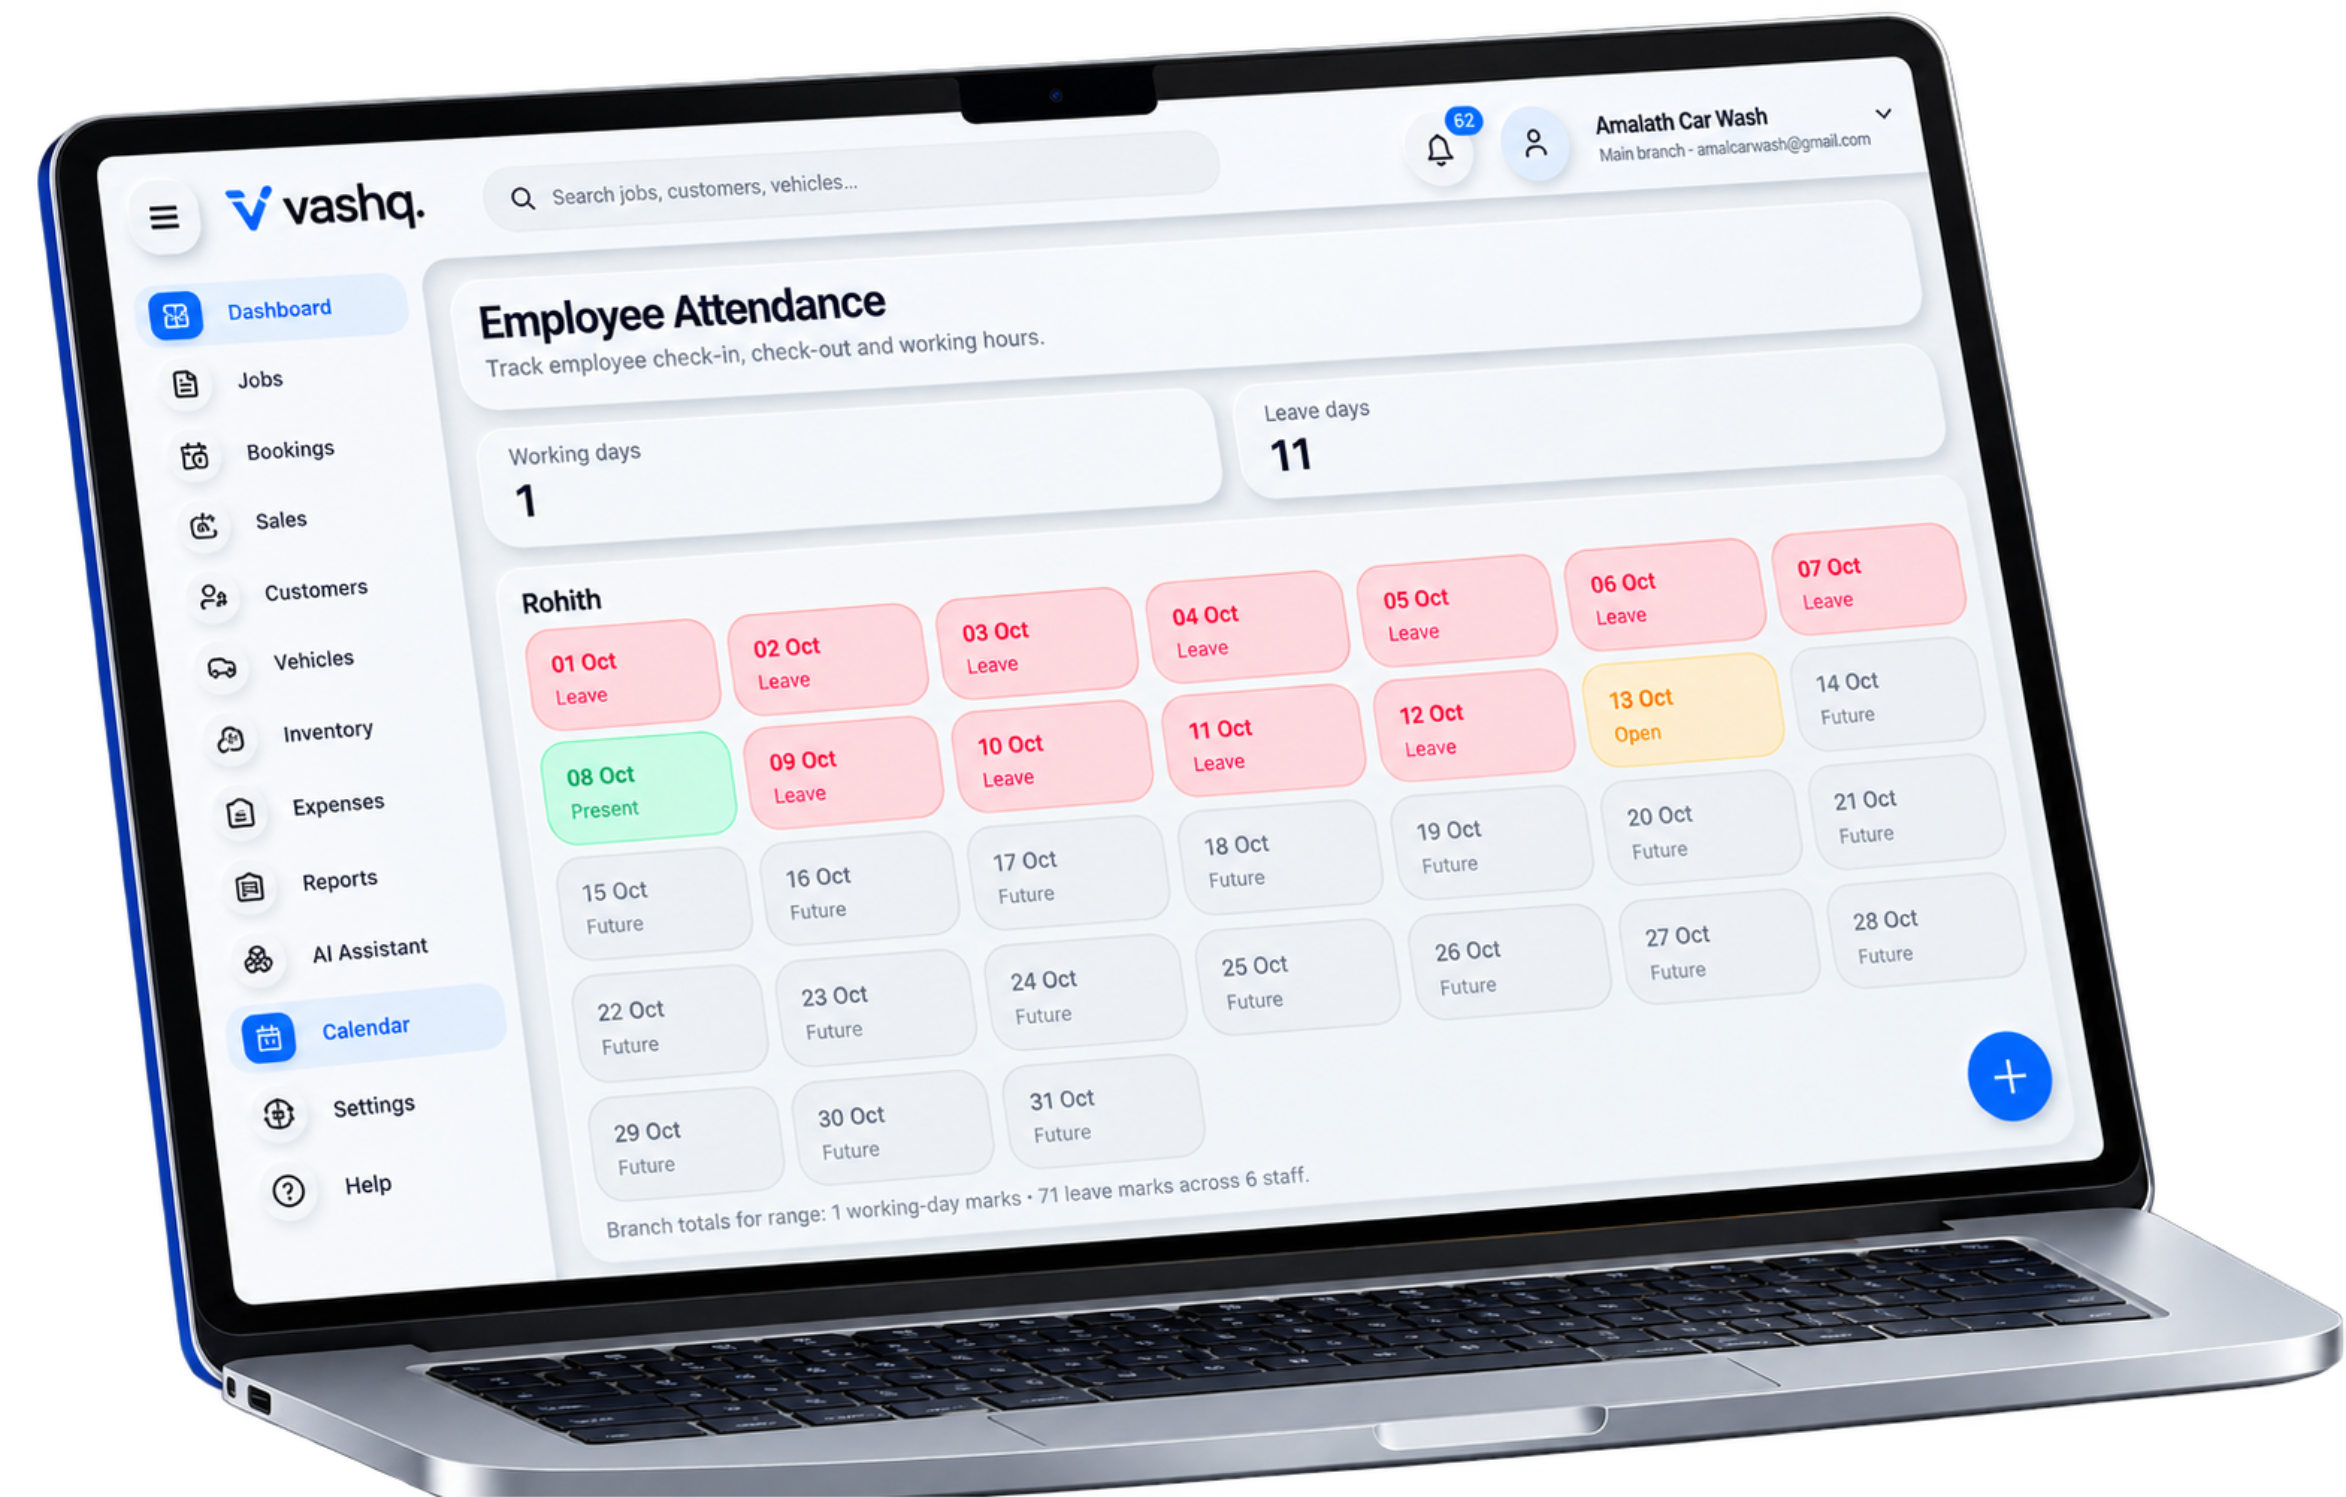 vashq.
Search jobs, customers, vehicles...
62
Amalath Car Wash
Main branch - amalcarwash@gmail.com
Dashboard
Jobs
Bookings
Sales
Customers
Vehicles
Inventory
Expenses
Reports
AI Assistant
Calendar
Settings
Help
Employee Attendance
Track employee check-in, check-out and working hours.
Working days
1
Leave days
11
Rohith
01 Oct
Leave
02 Oct
Leave
03 Oct
Leave
04 Oct
Leave
05 Oct
Leave
06 Oct
Leave
07 Oct
Leave
08 Oct
Present
09 Oct
Leave
10 Oct
Leave
11 Oct
Leave
12 Oct
Leave
13 Oct
Open
14 Oct
Future
15 Oct
Future
16 Oct
Future
17 Oct
Future
18 Oct
Future
19 Oct
Future
20 Oct
Future
21 Oct
Future
22 Oct
Future
23 Oct
Future
24 Oct
Future
25 Oct
Future
26 Oct
Future
27 Oct
Future
28 Oct
Future
29 Oct
Future
30 Oct
Future
31 Oct
Future
Branch totals for range: 1 working-day marks • 71 leave marks across 6 staff.